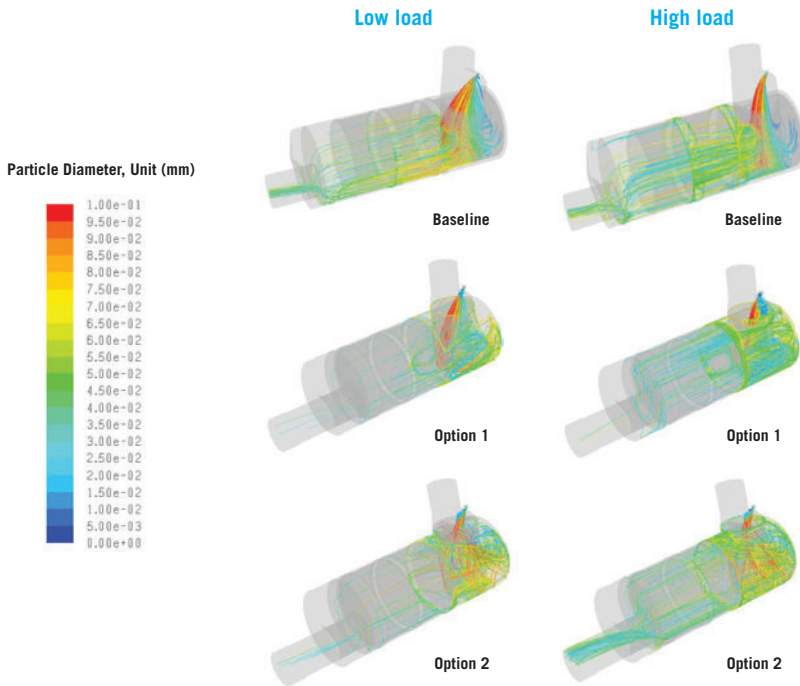 Low load
High load
Particle Diameter, Unit (mm)
1.00e-01
9.50e-02
9.00e-02
8.50e-02
8.00e-02
7.50e-02
7.00e-02
6.50e-02
6.00e-02
5.50e-02
5.00e-02
4.50e-02
4.00e-02
3.50e-02
3.00e-02
2.50e-02
2.00e-02
1.50e-02
1.00e-02
5.00e-03
0.00e+00
Baseline
Baseline
Option 1
Option 1
Option 2
Option 2